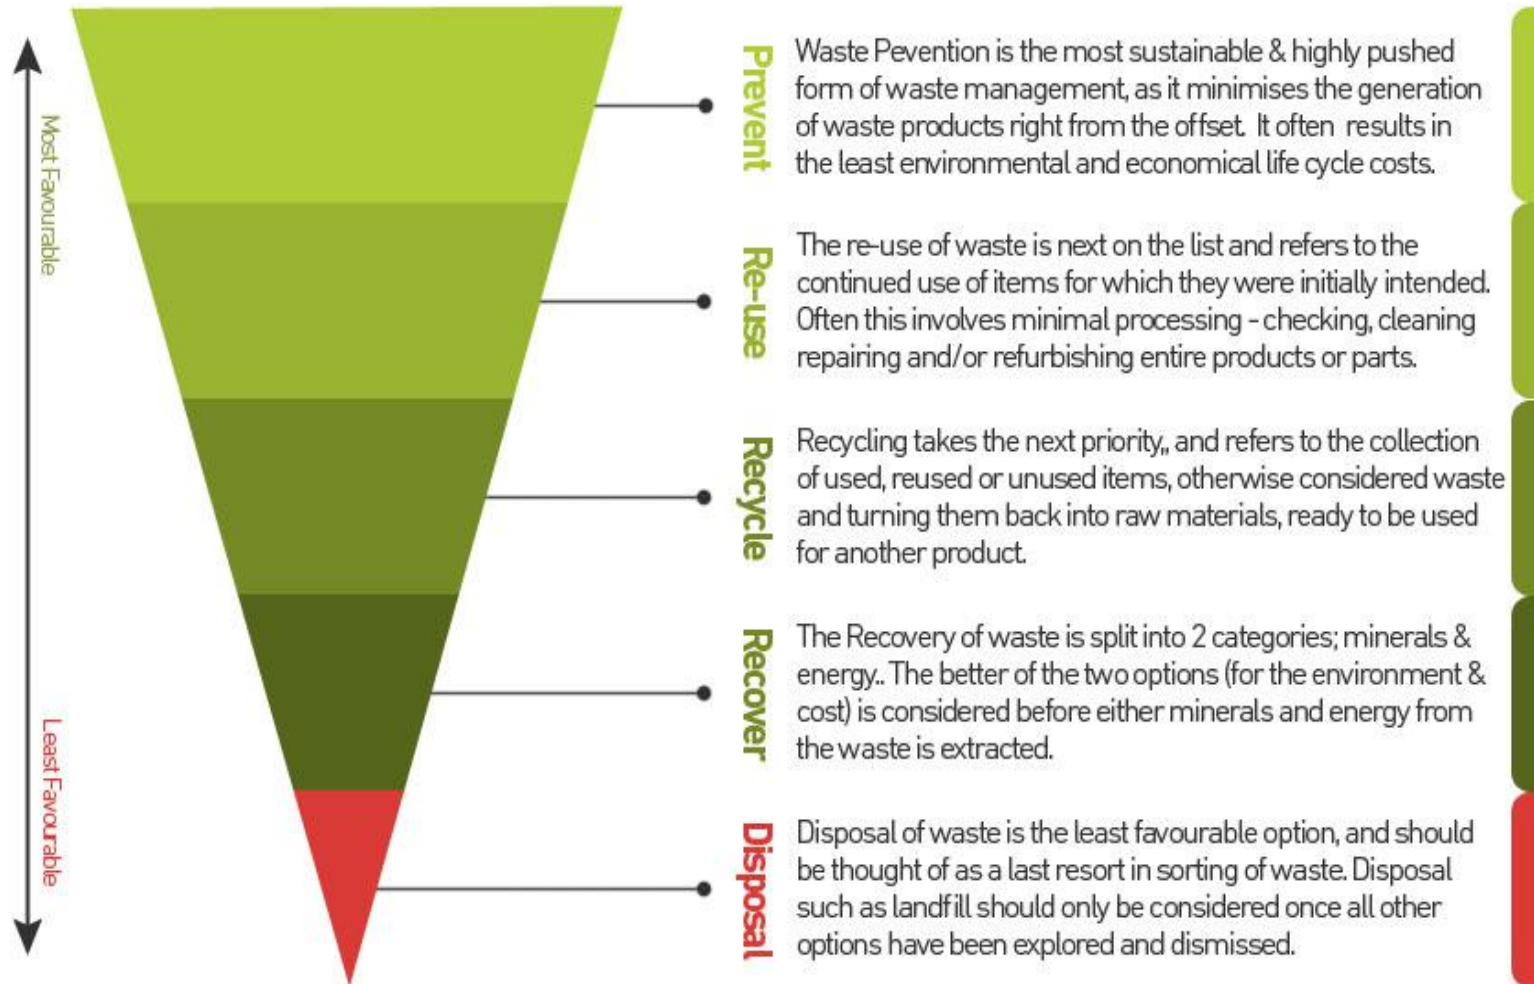 Most Favourable
Least Favourable
Prevent
Waste Pevention is the most sustainable & highly pushed
form of waste management, as it minimises the generation
of waste products right from the offset. It often results in
the least environmental and economical life cycle costs.
Re-use
The re-use of waste is next on the list and refers to the
continued use of items for which they were initially intended.
Often this involves minimal processing - checking, cleaning
repairing and/or refurbishing entire products or parts.
Recycle
Recycling takes the next priority,, and refers to the collection
of used, reused or unused items, otherwise considered waste
and turning them back into raw materials, ready to be used
for another product.
Recover
The Recovery of waste is split into 2 categories; minerals &
energy.. The better of the two options (for the environment &
cost) is considered before either minerals and energy from
the waste is extracted.
Disposal
Disposal of waste is the least favourable option, and should
be thought of as a last resort in sorting of waste. Disposal
such as landfill should only be considered once all other
options have been explored and dismissed.